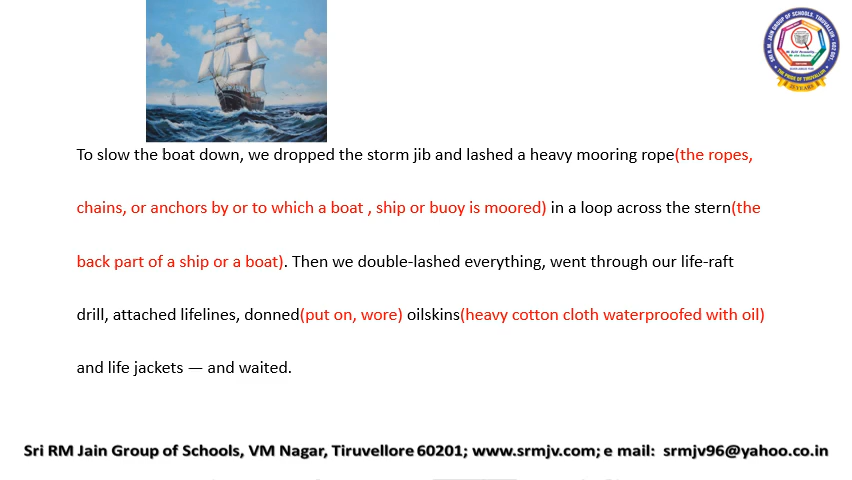 To slow the boat down, we dropped the storm jib and lashed a heavy mooring rope(the ropes,
chains, or anchors by or to which a boat , ship or buoy is moored) in a loop across the stern(the
back part of a ship or a boat). Then we double-lashed everything, went through our life-raft
drill, attached lifelines, donned(put on, wore) oilskins(heavy cotton cloth waterproofed with oil)
and life jackets — and waited.
Sri RM Jain Group of Schools, VM Nagar, Tiruvellore 60201; www.srmjv.com; e mail: srmjv96@yahoo.co.in